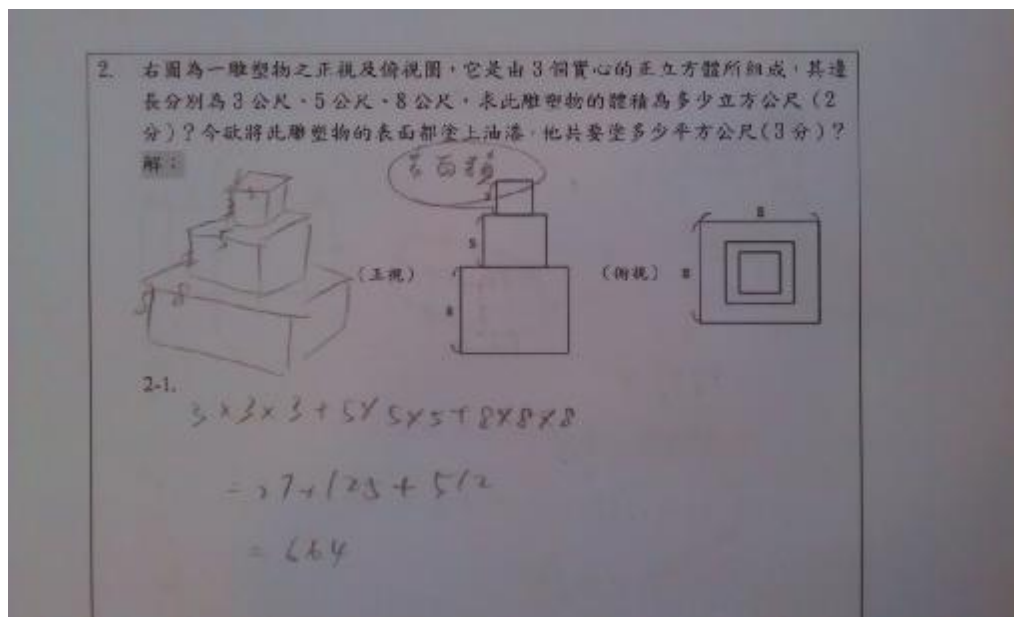 2. 右圖為一雕塑物之正視及俯視圖，它是由3個實心的正立方體所組成，其邊
長分別為3公尺、5公尺、8公尺，求此雕塑物的體積為多少立方公尺（2
分）？今欲將此雕塑物的表面都塗上油漆，他共要塗多少平方公尺(3分)？
解：
表面積
3
5
5
8
8
（正視）
5
8
（俯視）
8
8
2-1.
3×3×3+5×5×5+8×8×8
=27+125+512
=664